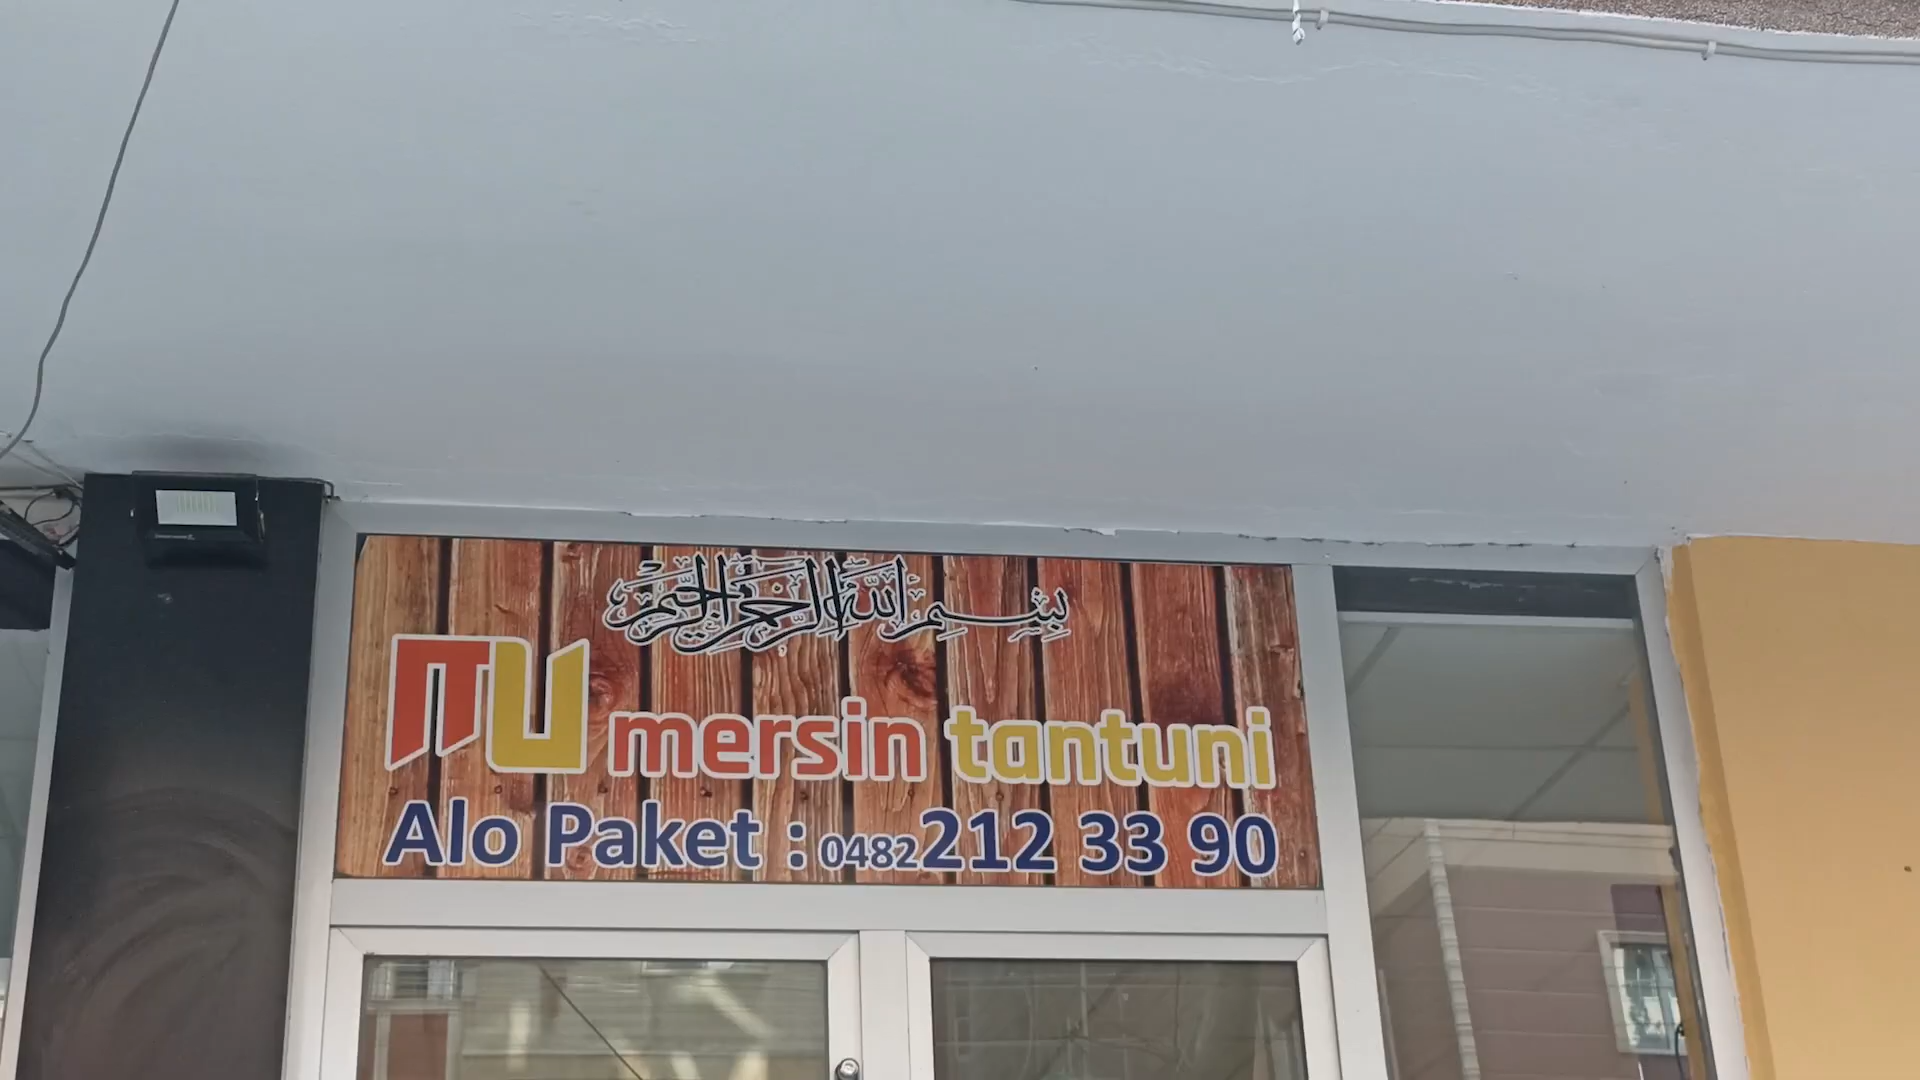 بسم الله الرحمن الرحيم
mersin tantuni
Alo Paket : 0482 212 33 90